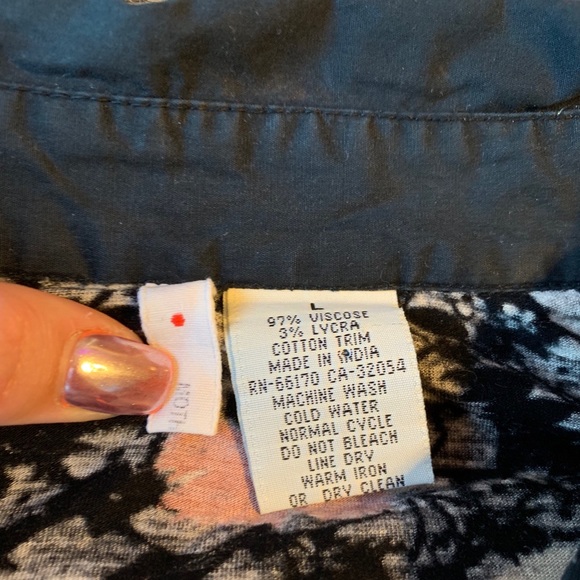 L
97% VISCOSE
3% LYCRA
COTTON TRIM
MADE IN INDIA
RN-66170 CA-32054
MACHINE WASH
COLD WATER
NORMAL CYCLE
DO NOT BLEACH
LINE DRY
WARM IRON
OR DRY CLEAN